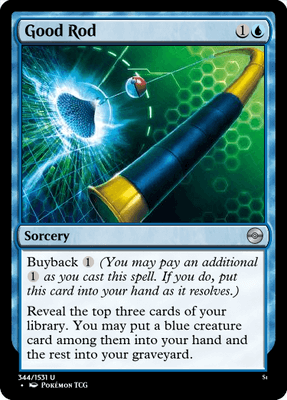 Good Rod 1
Sorcery
Buyback 1 (You may pay an additional
1 as you cast this spell. If you do, put
this card into your hand as it resolves.)
Reveal the top three cards of your
library. You may put a blue creature
card among them into your hand and
the rest into your graveyard.
344/1531 U
• Pokémon TCG